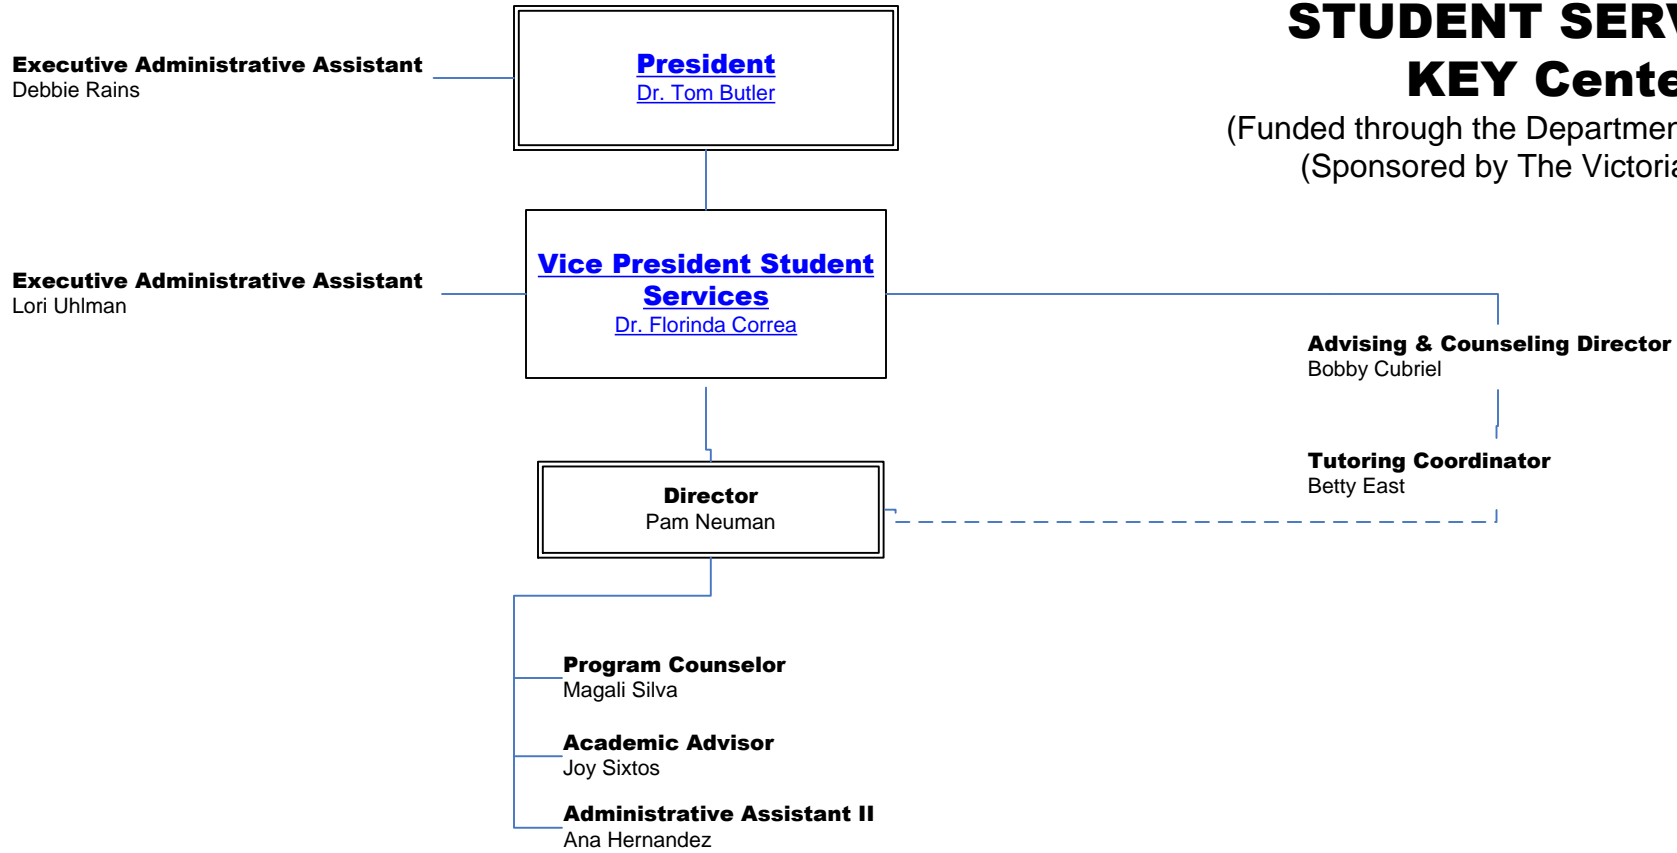 STUDENT SERV
KEY Cente
(Funded through the Departmen
(Sponsored by The Victoria
Executive Administrative Assistant
Debbie Rains
President
Dr. Tom Butler
Executive Administrative Assistant
Lori Uhlman
Vice President Student
Services
Dr. Florinda Correa
Advising & Counseling Director
Bobby Cubriel
Tutoring Coordinator
Betty East
Director
Pam Neuman
Program Counselor
Magali Silva
Academic Advisor
Joy Sixtos
Administrative Assistant II
Ana Hernandez